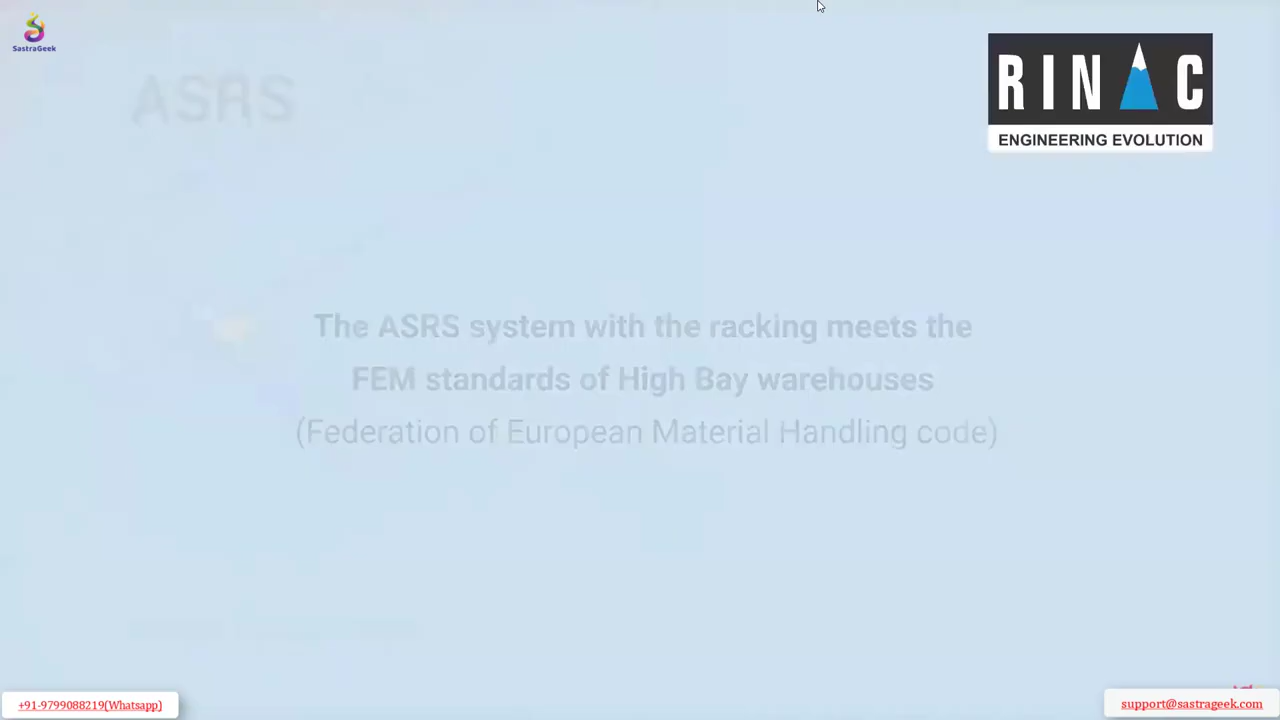 SastraGeek
ASRS
RINAC
ENGINEERING EVOLUTION
The ASRS system with the racking meets the
FEM standards of High Bay warehouses
(Federation of European Material Handling code)
+91-9799088219(Whatsapp)
support@sastrageek.com